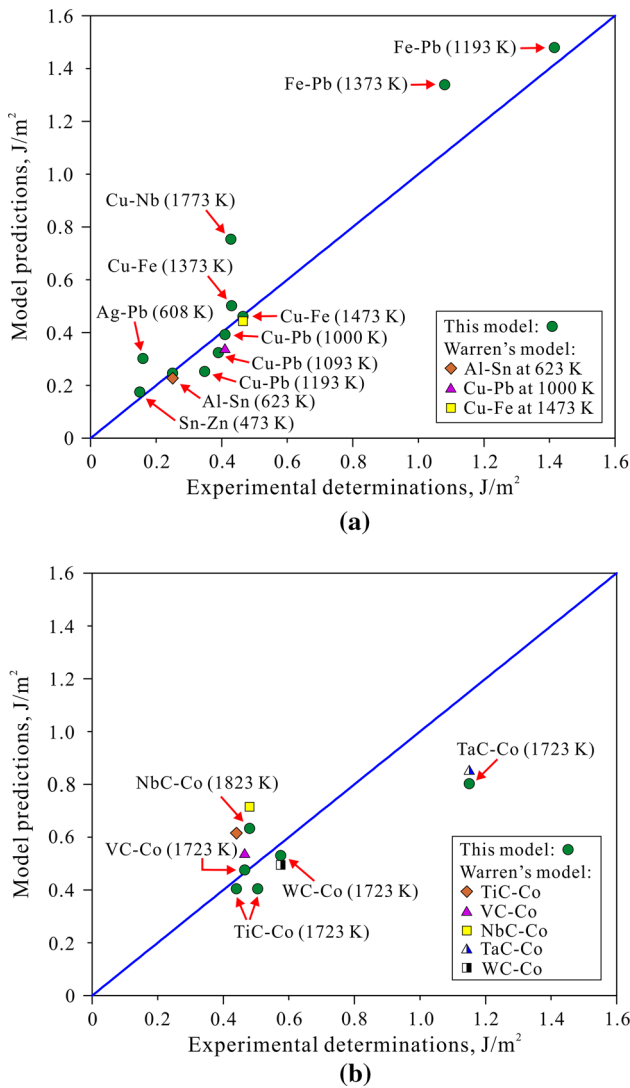 1.6
1.4
1.2
1.0
0.8
0.6
0.4
0.2
0
Model predictions, J/m²
Fe-Pb (1193 K)
Fe-Pb (1373 K)
Cu-Nb (1773 K)
Cu-Fe (1373 K)
Ag-Pb (608 K)
Cu-Fe (1473 K)
Cu-Pb (1000 K)
Cu-Pb (1093 K)
Cu-Pb (1193 K)
Al-Sn (623 K)
Sn-Zn (473 K)
This model:
Warren's model:
Al-Sn at 623 K
Cu-Pb at 1000 K
Cu-Fe at 1473 K
0 0.2 0.4 0.6 0.8 1.0 1.2 1.4 1.6
Experimental determinations, J/m²
(a)
1.6
1.4
1.2
1.0
0.8
0.6
0.4
0.2
0
Model predictions, J/m²
TaC-Co (1723 K)
NbC-Co (1823 K)
VC-Co (1723 K)
WC-Co (1723 K)
TiC-Co (1723 K)
This model:
Warren's model:
TiC-Co
VC-Co
NbC-Co
TaC-Co
WC-Co
0 0.2 0.4 0.6 0.8 1.0 1.2 1.4 1.6
Experimental determinations, J/m²
(b)